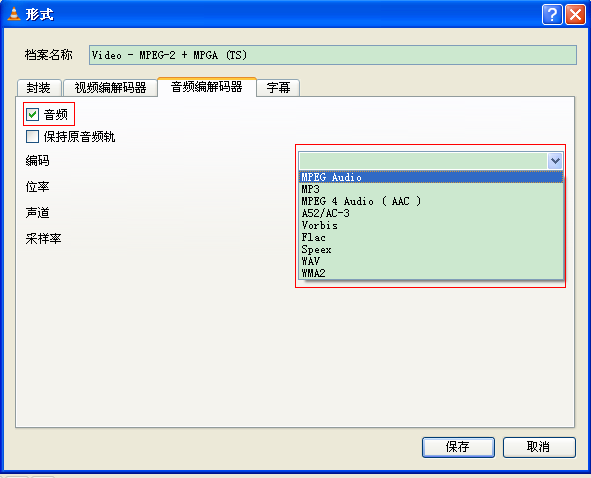 形式
档案名称 Video - MPEG-2 + MPGA (TS)
封装 视频编解码器 音频编解码器 字幕
音频
保持原音频轨
编码
位率
声道
采样率
MPEG Audio
MP3
MPEG 4 Audio ( AAC )
A52/AC-3
Vorbis
Flac
Speex
WAV
WMA2
保存 取消